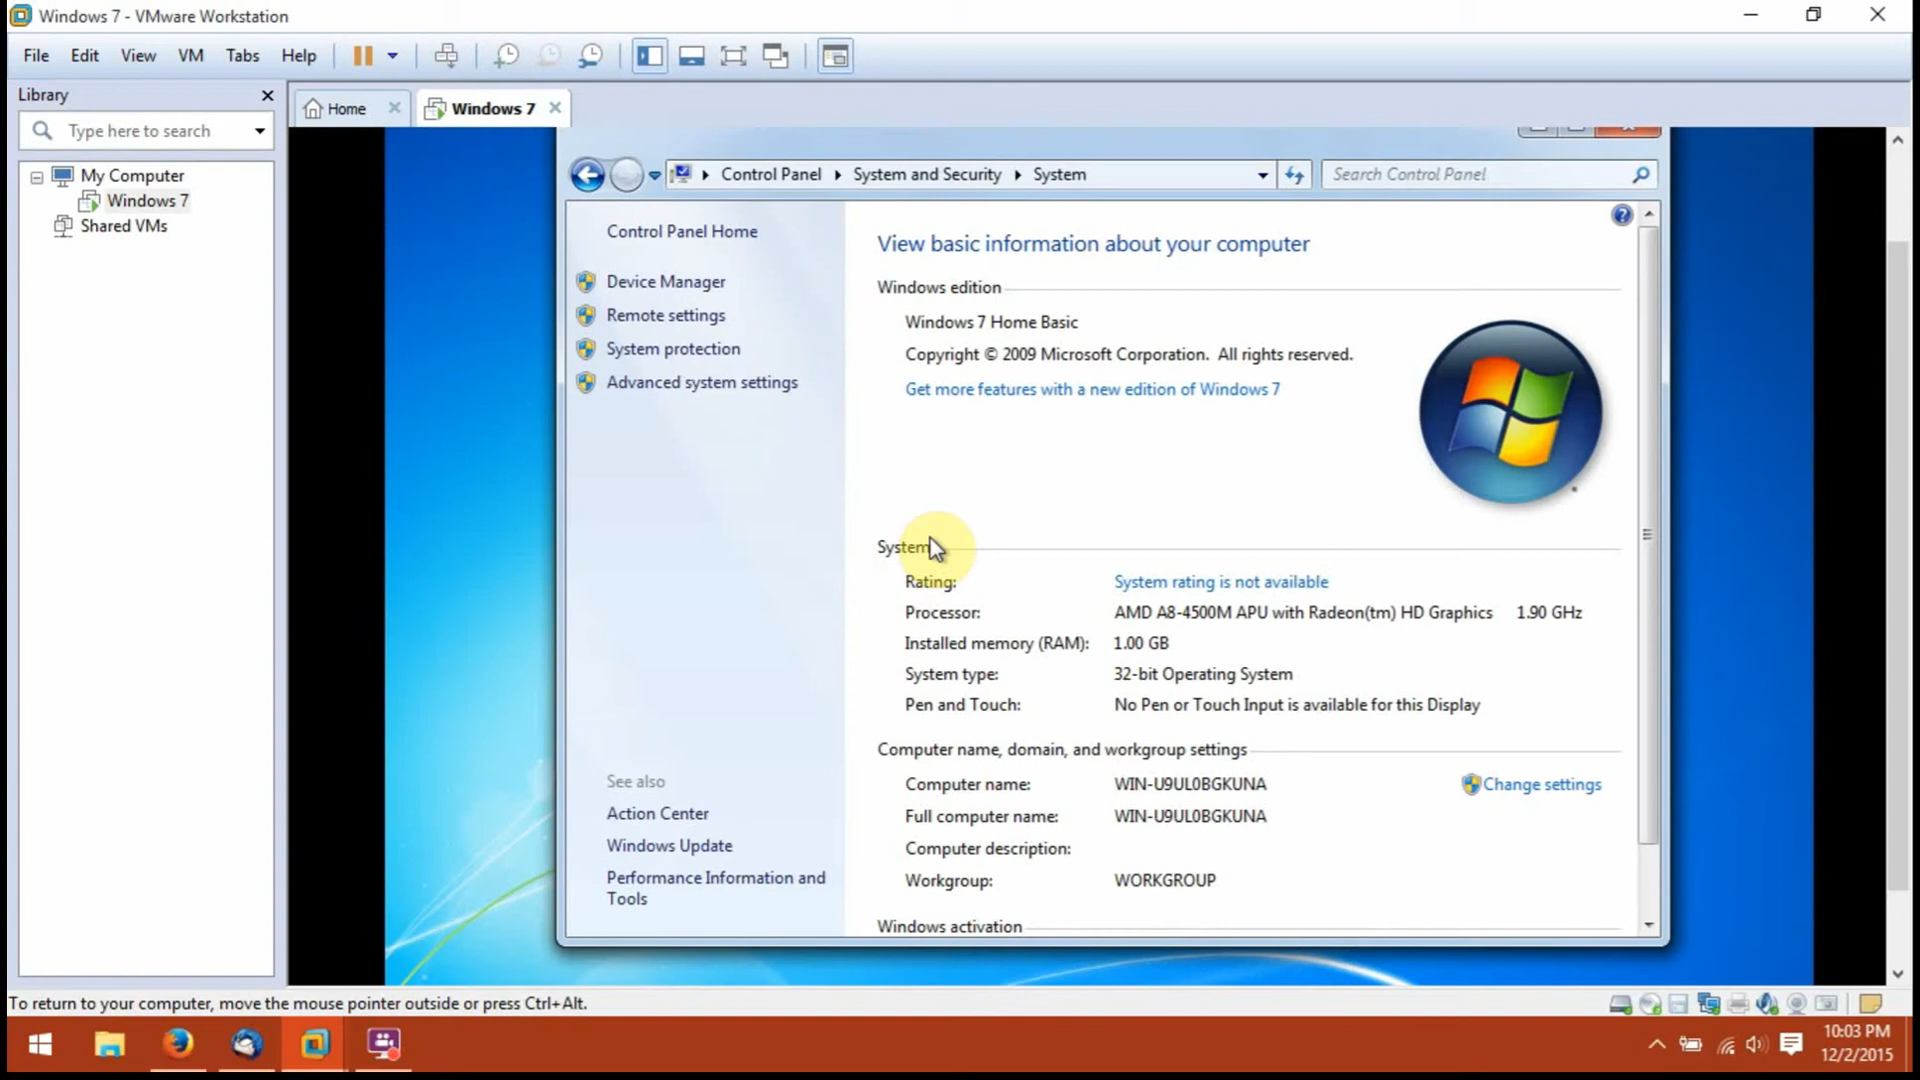 Windows 7 - VMware Workstation
File Edit View VM Tabs Help
Library
Type here to search
My Computer
Windows 7
Shared VMs
Home
Windows 7
Control Panel System and Security System
Search Control Panel
Control Panel Home
Device Manager
Remote settings
System protection
Advanced system settings
See also
Action Center
Windows Update
Performance Information and
Tools
View basic information about your computer
Windows edition
Windows 7 Home Basic
Copyright © 2009 Microsoft Corporation. All rights reserved.
Get more features with a new edition of Windows 7
System
Rating: System rating is not available
Processor: AMD A8-4500M APU with Radeon(tm) HD Graphics 1.90 GHz
Installed memory (RAM): 1.00 GB
System type: 32-bit Operating System
Pen and Touch: No Pen or Touch Input is available for this Display
Computer name, domain, and workgroup settings
Computer name: WIN-U9UL0BGKUNA Change settings
Full computer name: WIN-U9UL0BGKUNA
Computer description:
Workgroup: WORKGROUP
Windows activation
To return to your computer, move the mouse pointer outside or press Ctrl+Alt.
10:03 PM
12/2/2015